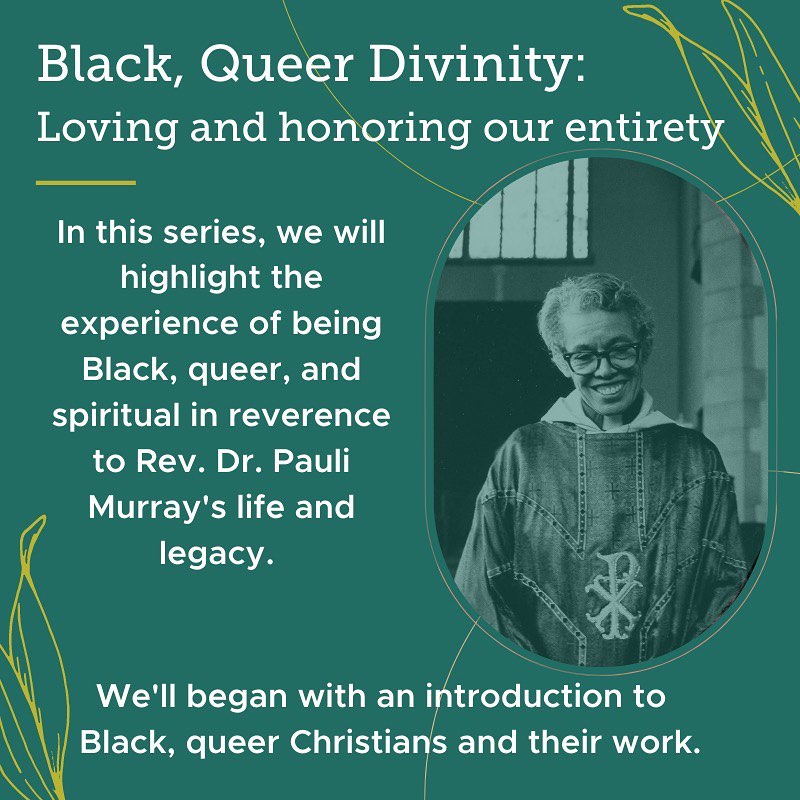 Black, Queer Divinity:
Loving and honoring our entirety
In this series, we will
highlight the
experience of being
Black, queer, and
spiritual in reverence
to Rev. Dr. Pauli
Murray's life and
legacy.
We'll began with an introduction to
Black, queer Christians and their work.